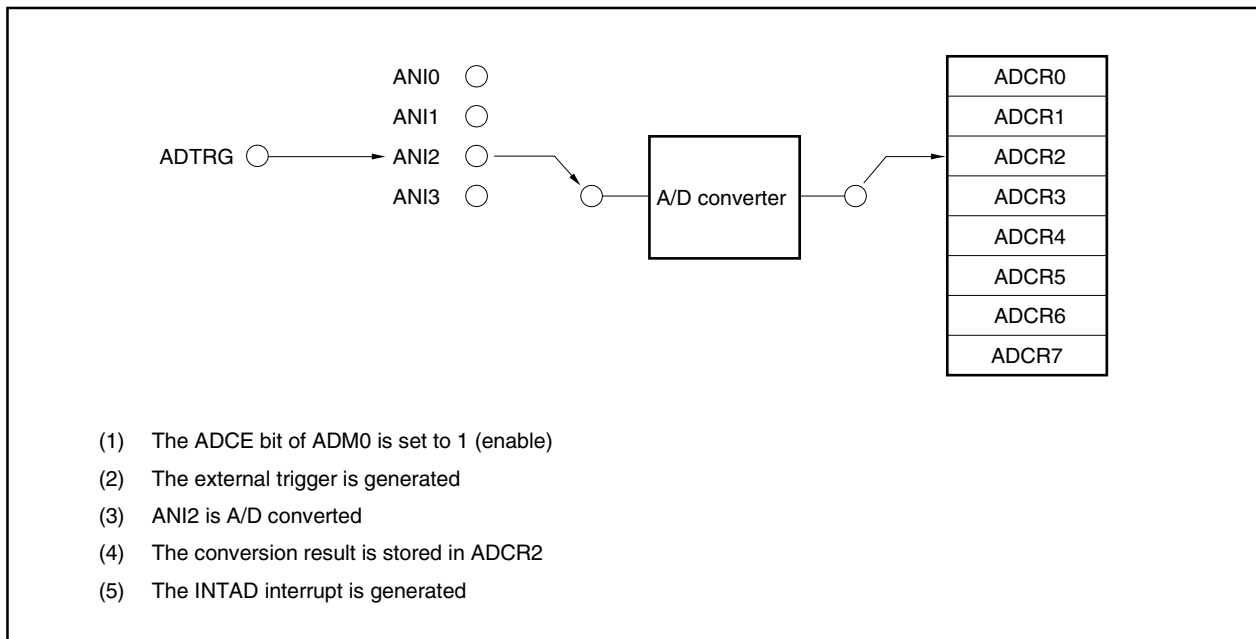 ANI0
ANI1
ADTRG
ANI2
ANI3
A/D converter
ADCR0
ADCR1
ADCR2
ADCR3
ADCR4
ADCR5
ADCR6
ADCR7
(1) The ADCE bit of ADM0 is set to 1 (enable)
(2) The external trigger is generated
(3) ANI2 is A/D converted
(4) The conversion result is stored in ADCR2
(5) The INTAD interrupt is generated